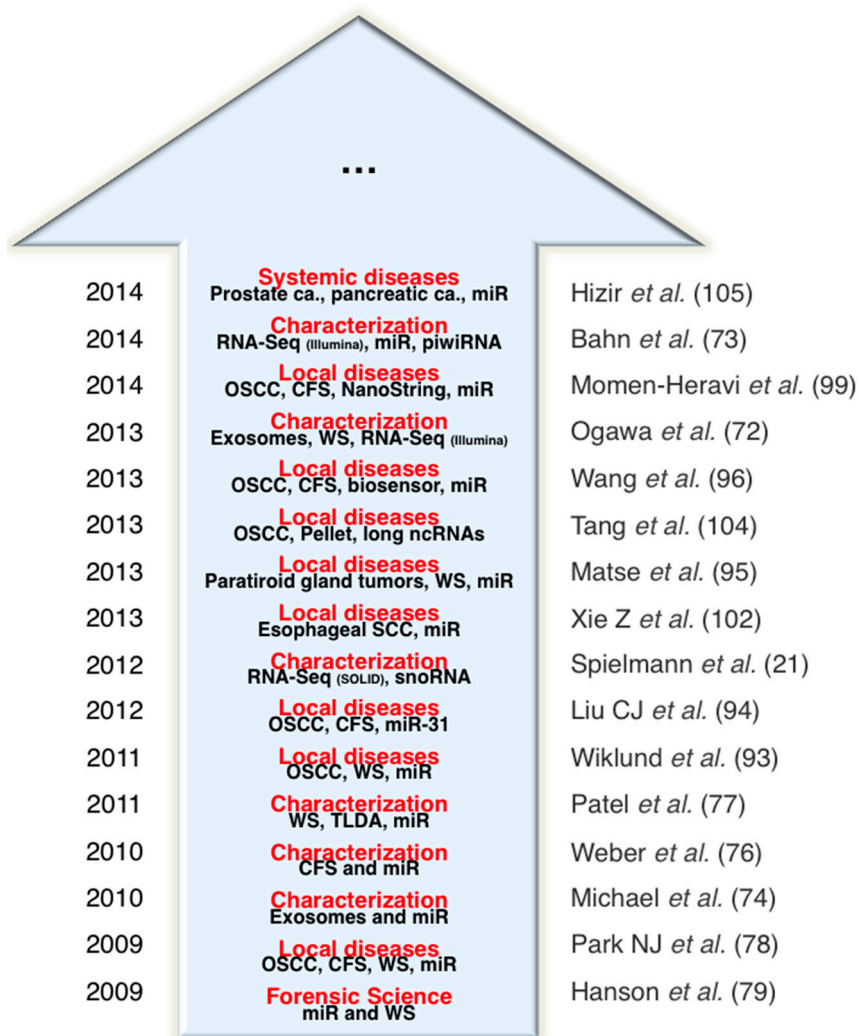 ...
Systemic diseases
2014 Prostate ca., pancreatic ca., miR Hizir et al. (105)
Characterization
2014 RNA-Seq (Illumina), miR, piwiRNA Bahn et al. (73)
Local diseases
2014 OSCC, CFS, NanoString, miR Momen-Heravi et al. (99)
Characterization
2013 Exosomes, WS, RNA-Seq (Illumina) Ogawa et al. (72)
Local diseases
2013 OSCC, CFS, biosensor, miR Wang et al. (96)
Local diseases
2013 OSCC, Pellet, long ncRNAs Tang et al. (104)
Local diseases
2013 Paratiroid gland tumors, WS, miR Matse et al. (95)
Local diseases
2013 Esophageal SCC, miR Xie Z et al. (102)
Characterization
2012 RNA-Seq (SOLID), snoRNA Spielmann et al. (21)
Local diseases
2012 OSCC, CFS, miR-31 Liu CJ et al. (94)
Local diseases
2011 OSCC, WS, miR Wiklund et al. (93)
Characterization
2011 WS, TLDA, miR Patel et al. (77)
Characterization
2010 CFS and miR Weber et al. (76)
Characterization
2010 Exosomes and miR Michael et al. (74)
Local diseases
2009 OSCC, CFS, WS, miR Park NJ et al. (78)
Forensic Science
2009 miR and WS Hanson et al. (79)